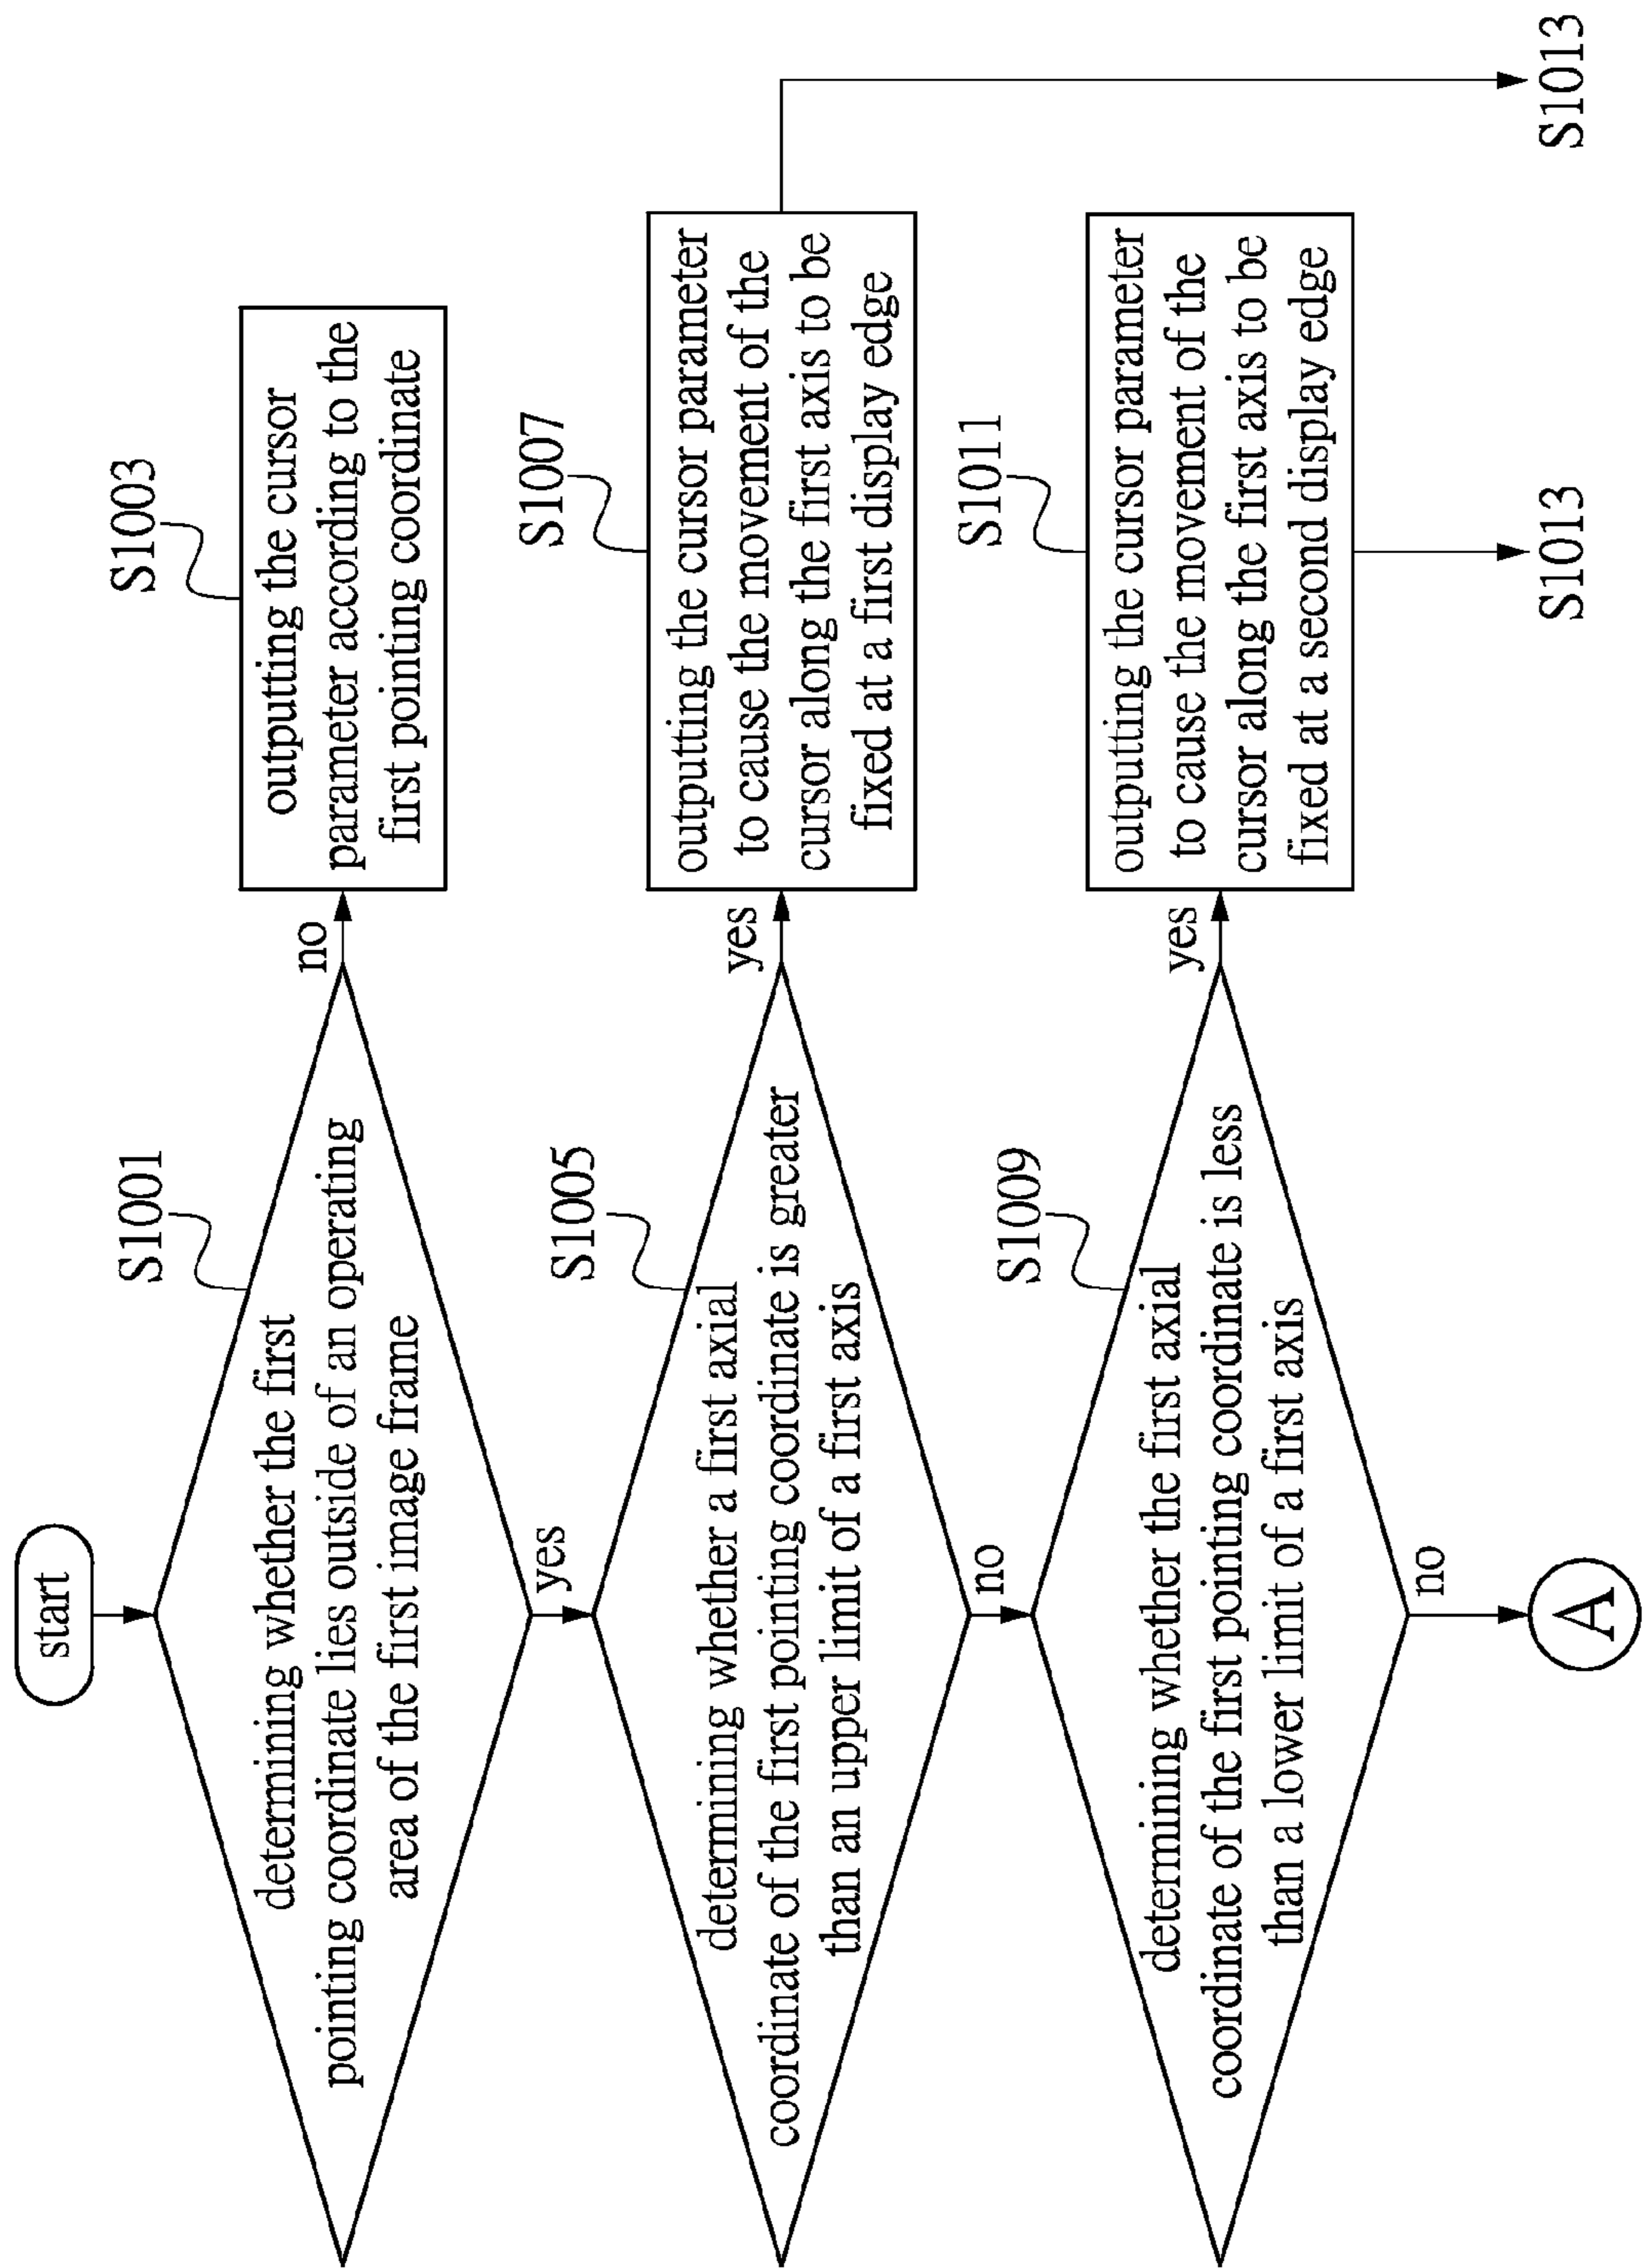 start
S1001
determining whether the first
pointing coordinate lies outside of an operating
area of the first image frame
no
S1003
outputting the cursor
parameter according to the
first pointing coordinate
yes
S1005
determining whether a first axial
coordinate of the first pointing coordinate is greater
than an upper limit of a first axis
yes
S1007
outputting the cursor parameter
to cause the movement of the
cursor along the first axis to be
fixed at a first display edge
no
S1009
determining whether the first axial
coordinate of the first pointing coordinate is less
than a lower limit of a first axis
yes
S1011
outputting the cursor parameter
to cause the movement of the
cursor along the first axis to be
fixed at a second display edge
no
A
S1013
S1013